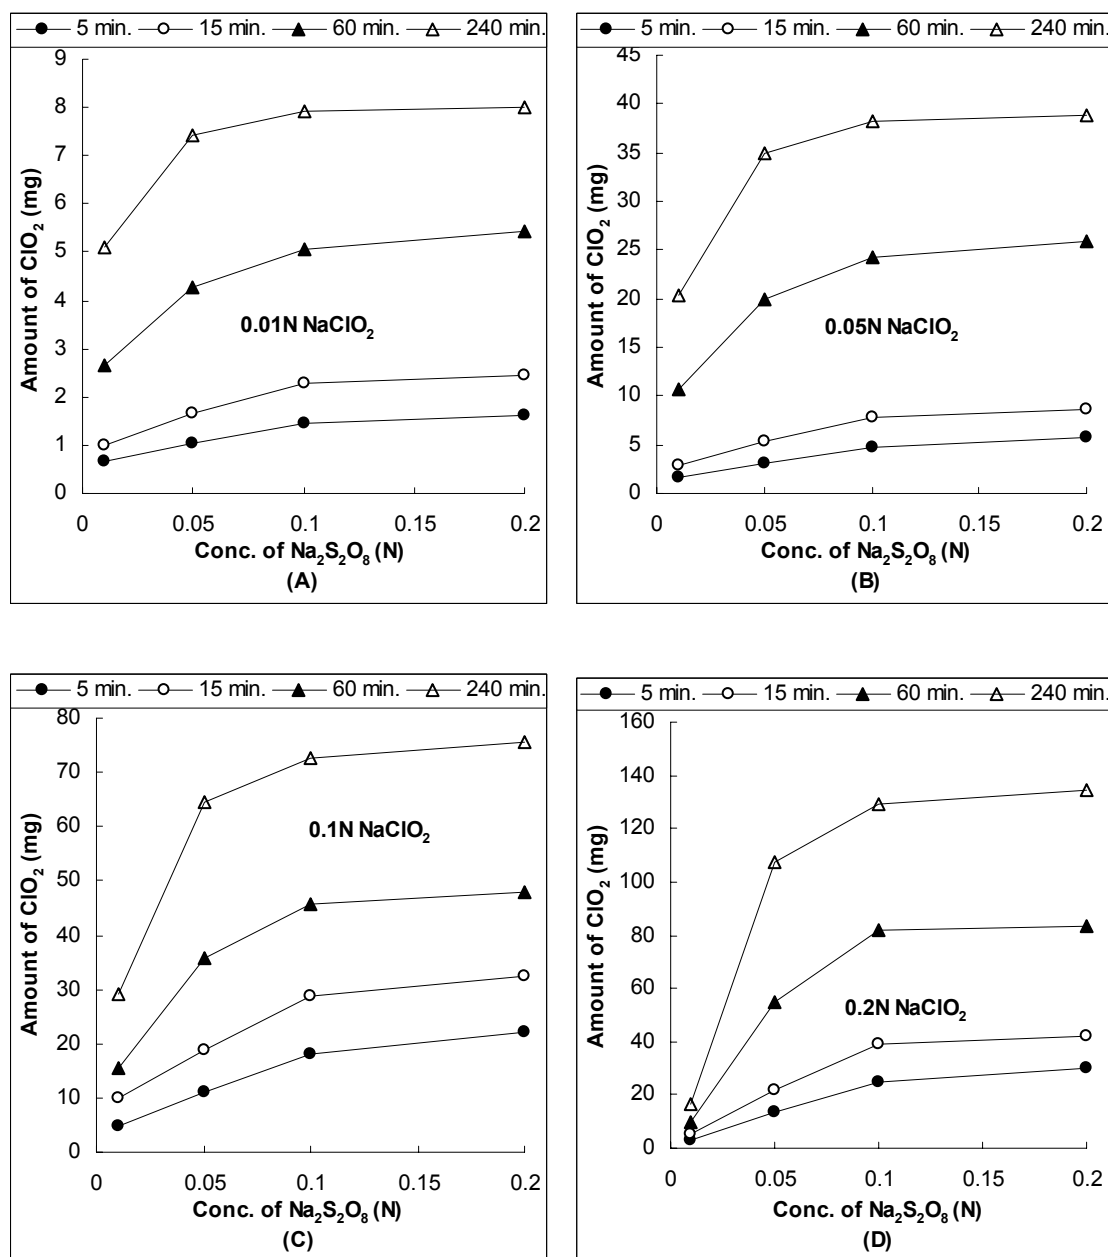 5 min. 15 min. 60 min. 240 min.
9
8
7
6
5
4
3
2
1
0
Amount of ClO₂ (mg)
0.01N NaClO₂
0 0.05 0.1 0.15 0.2
Conc. of Na₂S₂O₈ (N)
(A)
5 min. 15 min. 60 min. 240 min.
45
40
35
30
25
20
15
10
5
0
Amount of ClO₂ (mg)
0.05N NaClO₂
0 0.05 0.1 0.15 0.2
Conc. of Na₂S₂O₈ (N)
(B)
5 min. 15 min. 60 min. 240 min.
80
70
60
50
40
30
20
10
0
Amount of ClO₂ (mg)
0.1N NaClO₂
0 0.05 0.1 0.15 0.2
Conc. of Na₂S₂O₈ (N)
(C)
5 min. 15 min. 60 min. 240 min.
160
140
120
100
80
60
40
20
0
Amount of ClO₂ (mg)
0.2N NaClO₂
0 0.05 0.1 0.15 0.2
Conc. of Na₂S₂O₈ (N)
(D)